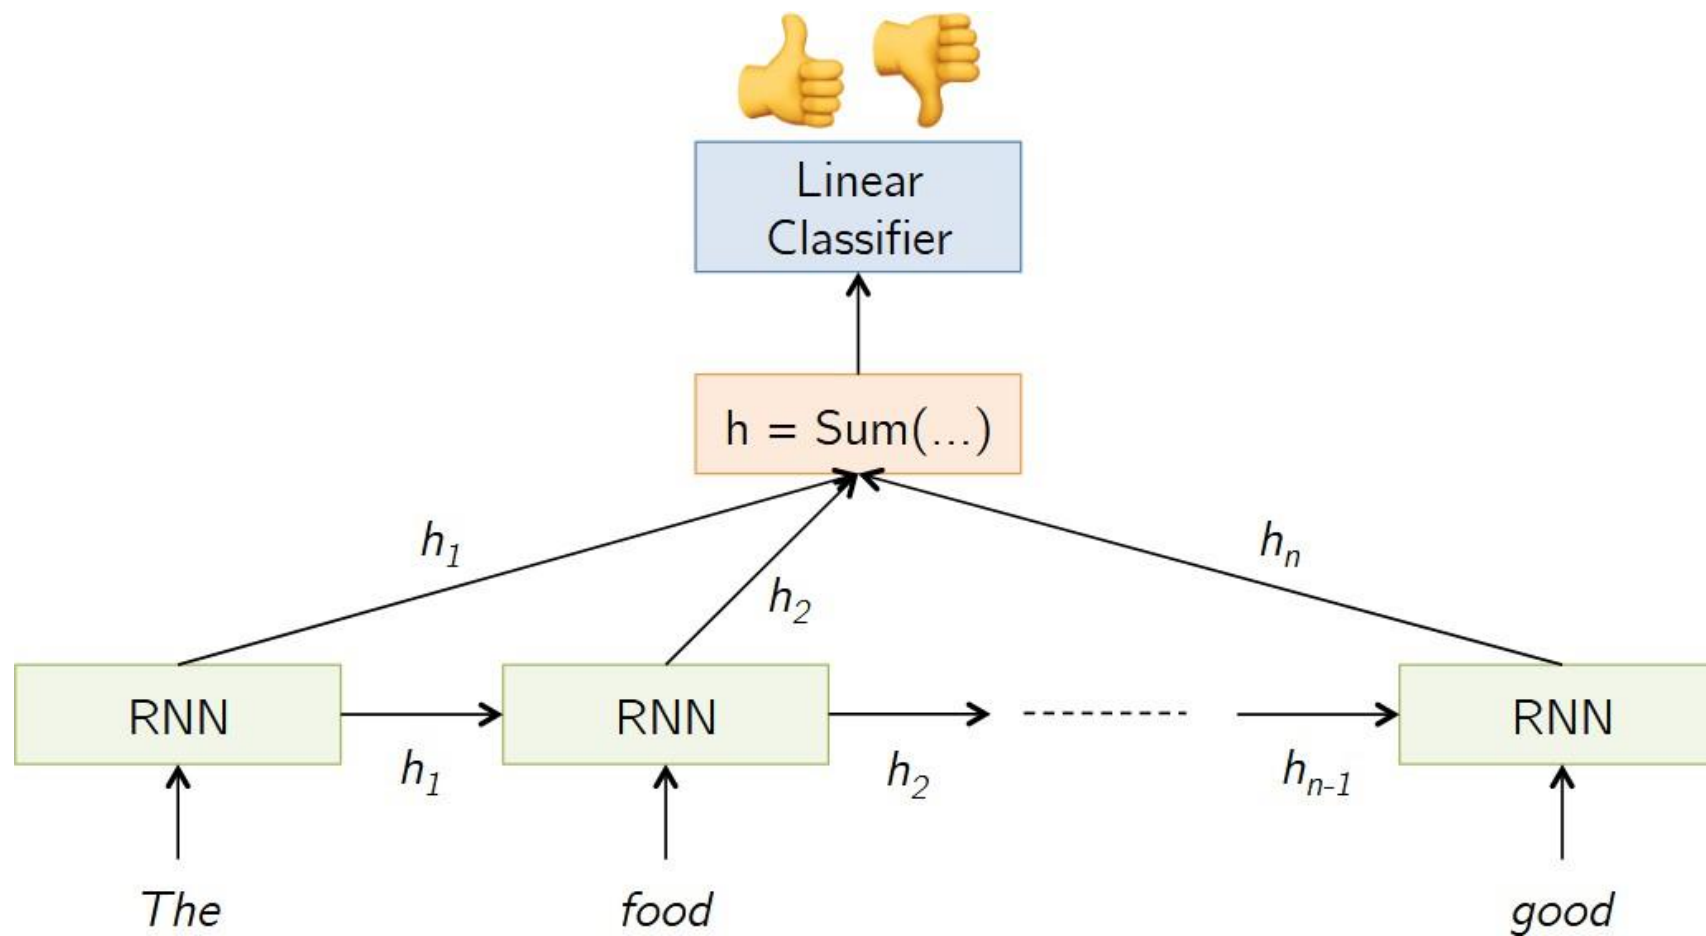 Linear
Classifier
h = Sum(...)
h1
h2
hn
RNN
RNN
RNN
h1
h2
hn-1
The
food
good